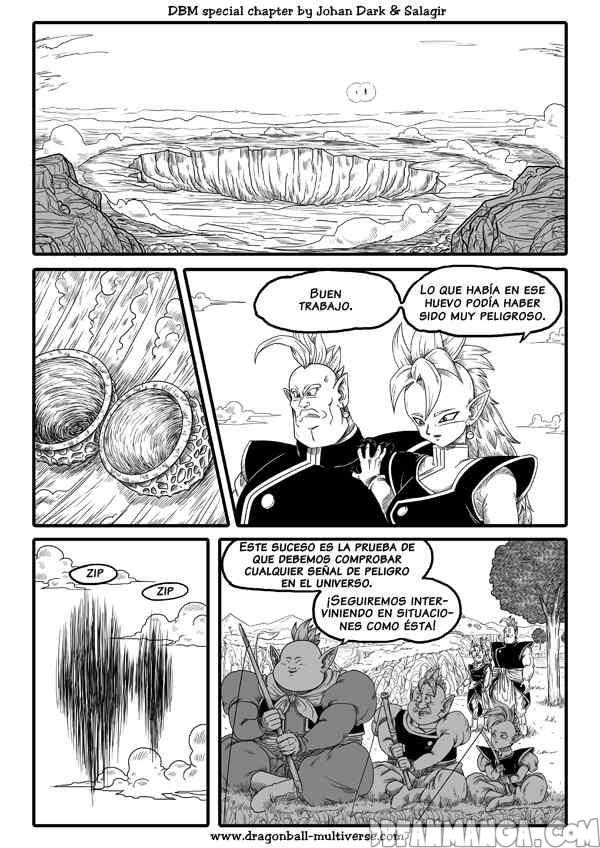 DBM special chapter by Johan Dark & Salagir
BUEN
TRABAJO.
LO QUE HABÍA EN ESE
HUEVO PODÍA HABER
SIDO MUY PELIGROSO.
ZIP
ZIP
ESTE SUCESO ES LA PRUEBA DE
QUE DEBEMOS COMPROBAR
CUALQUIER SEÑAL DE PELIGRO
EN EL UNIVERSO.
¡SEGUIREMOS INTER-
VINIENDO EN SITUACIO-
NES COMO ÉSTA!
www.dragonball-multiverse.com
DBFANMANGA.COM